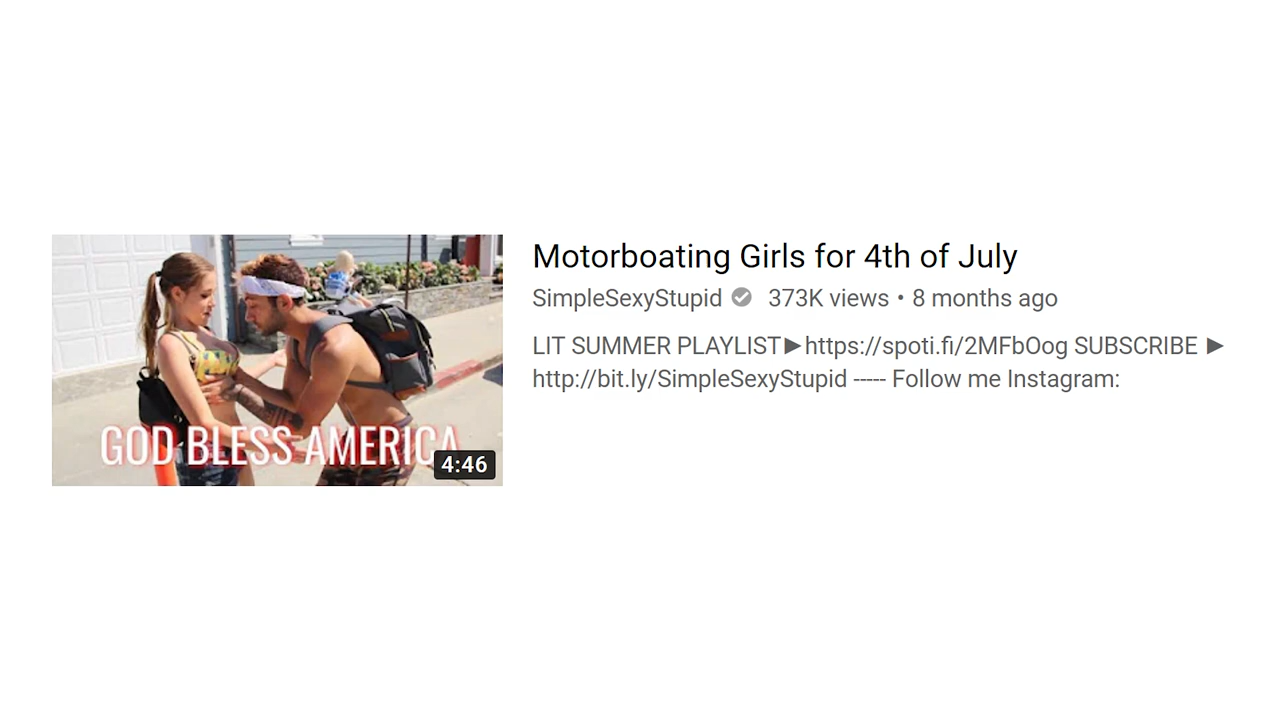 Motorboating Girls for 4th of July
SimpleSexyStupid 373K views • 8 months ago
LIT SUMMER PLAYLIST►https://spoti.fi/2MFbOog SUBSCRIBE ►
http://bit.ly/SimpleSexyStupid ----- Follow me Instagram:
GOD BLESS AMERICA
4:46